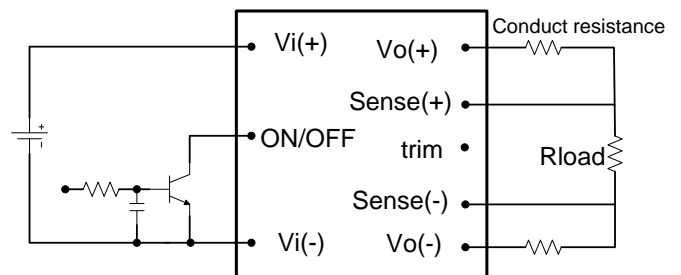 Conduct resistance
Vi(+)
Vo(+)
Sense(+)
+
-
ON/OFF
trim
Rload
Sense(-)
Vi(-)
Vo(-)